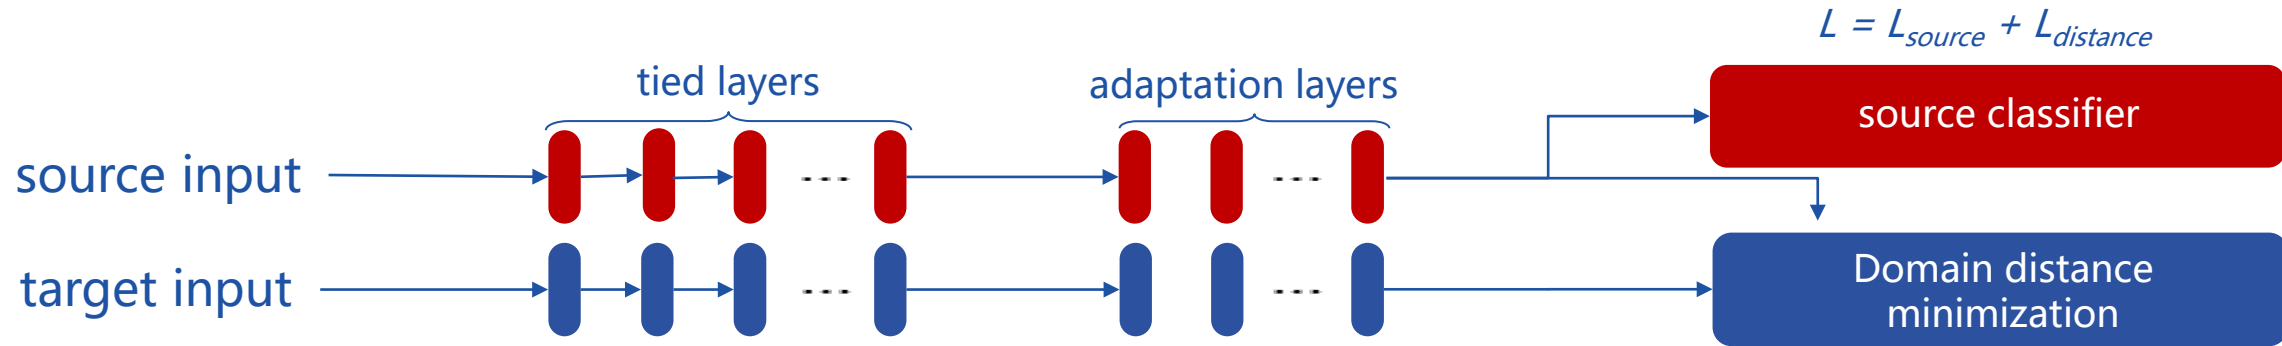 L = Lsource + Ldistance
tied layers
adaptation layers
source classifier
source input
target input
Domain distance
minimization